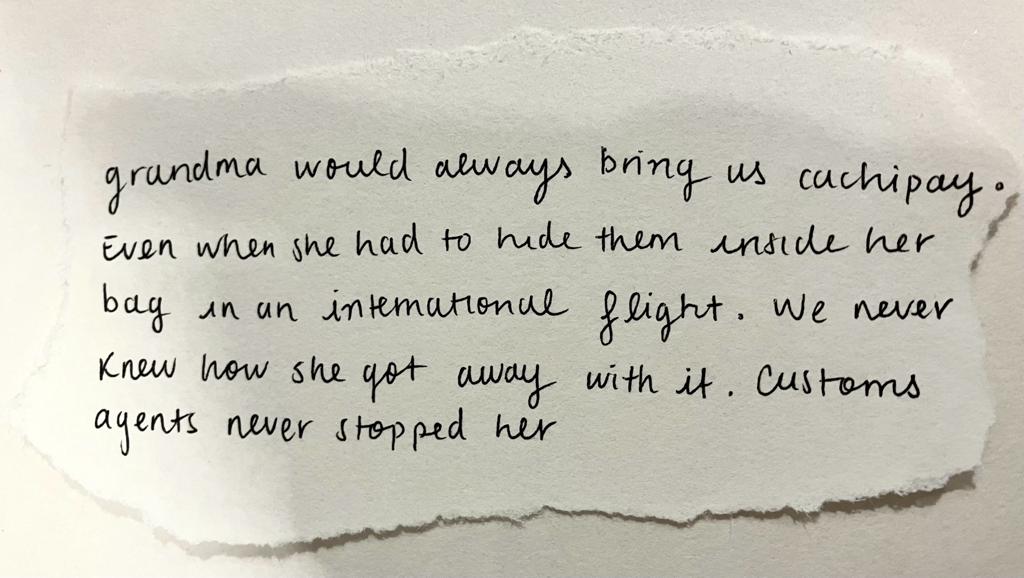 grandma would always bring us cachipay.
Even when she had to hide them inside her
bag in an international flight. We never
knew how she got away with it. Customs
agents never stopped her